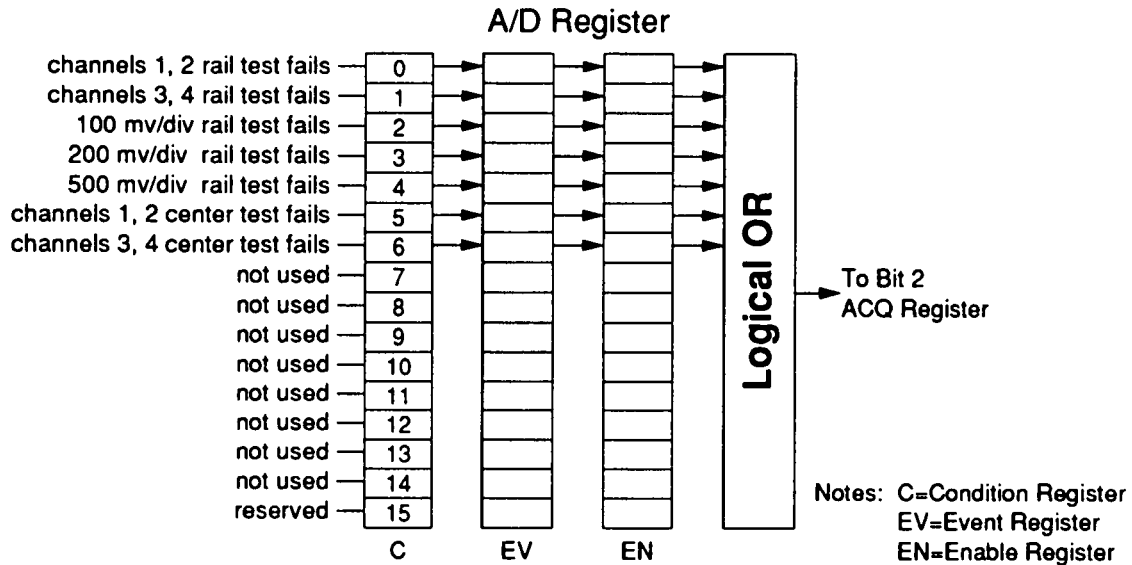 A/D Register
channels 1, 2 rail test fails 0
channels 3, 4 rail test fails 1
100 mv/div rail test fails 2
200 mv/div rail test fails 3
500 mv/div rail test fails 4
channels 1, 2 center test fails 5
channels 3, 4 center test fails 6
not used 7
not used 8
not used 9
not used 10
not used 11
not used 12
not used 13
not used 14
reserved 15
C EV EN
Logical OR
To Bit 2
ACQ Register
Notes: C=Condition Register
EV=Event Register
EN=Enable Register